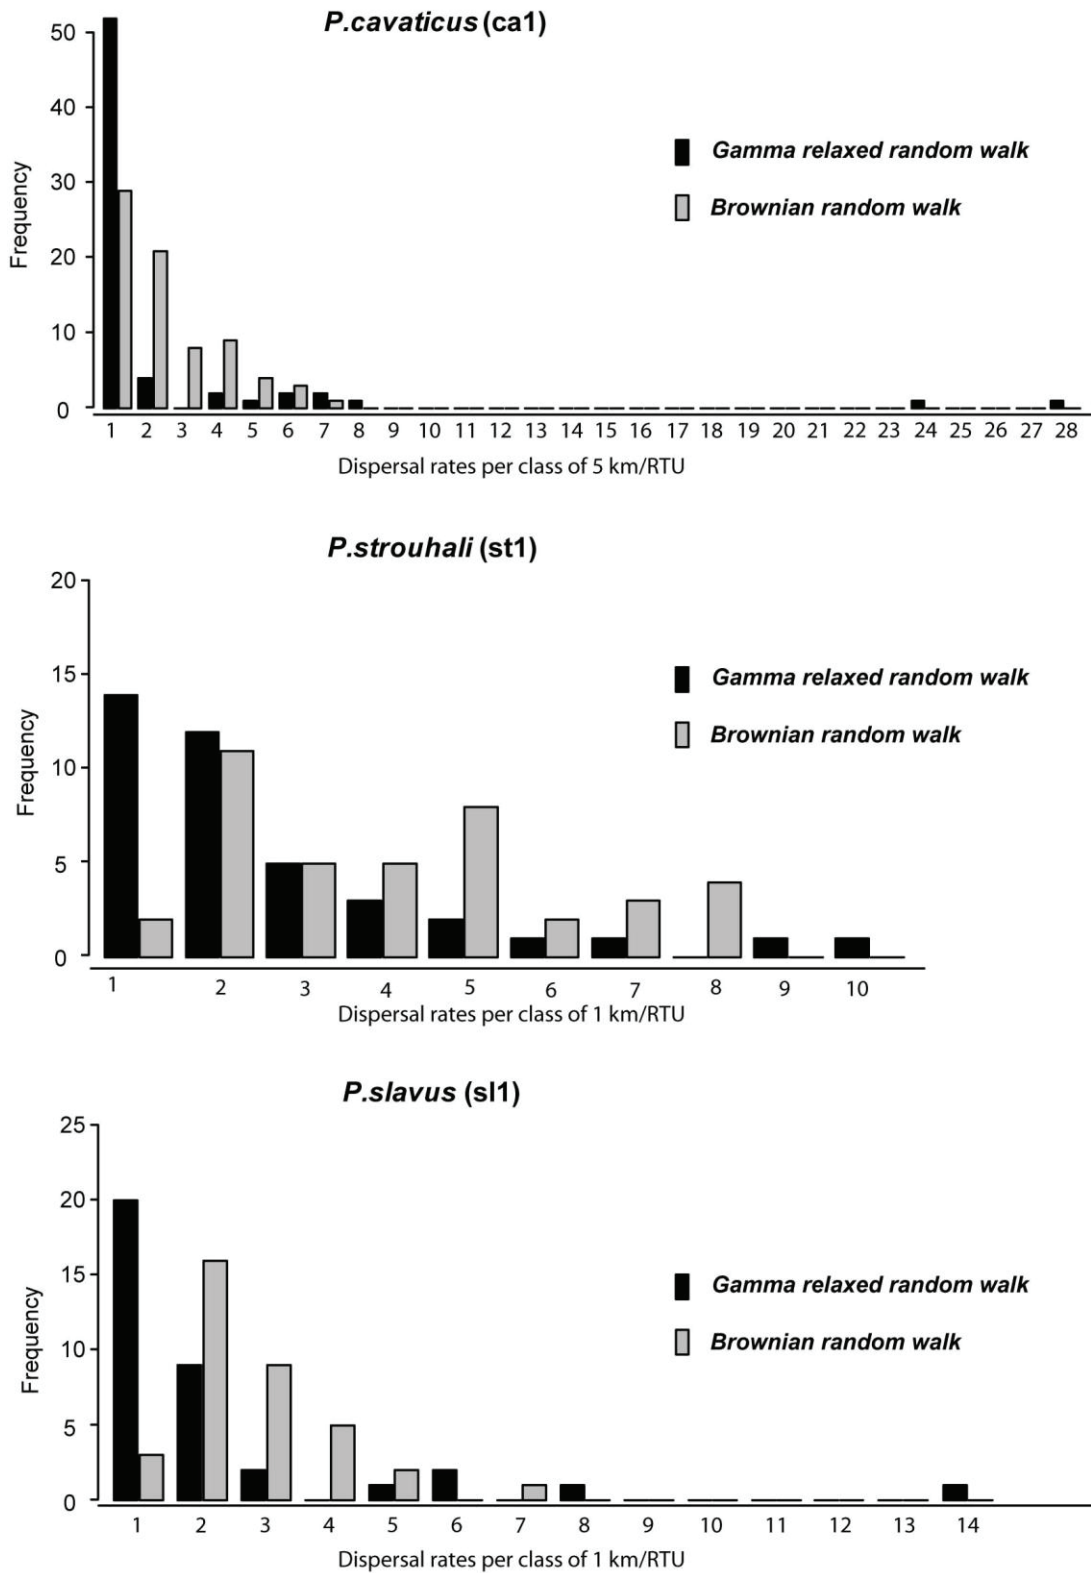 P.cavaticus (ca1)
50
40
30
20
10
0
Frequency
Gamma relaxed random walk
Brownian random walk
1 2 3 4 5 6 7 8 9 10 11 12 13 14 15 16 17 18 19 20 21 22 23 24 25 26 27 28
Dispersal rates per class of 5 km/RTU
P.strouhali (st1)
20
15
10
5
0
Frequency
Gamma relaxed random walk
Brownian random walk
1 2 3 4 5 6 7 8 9 10
Dispersal rates per class of 1 km/RTU
P.slavus (sl1)
25
20
15
10
5
0
Frequency
Gamma relaxed random walk
Brownian random walk
1 2 3 4 5 6 7 8 9 10 11 12 13 14
Dispersal rates per class of 1 km/RTU